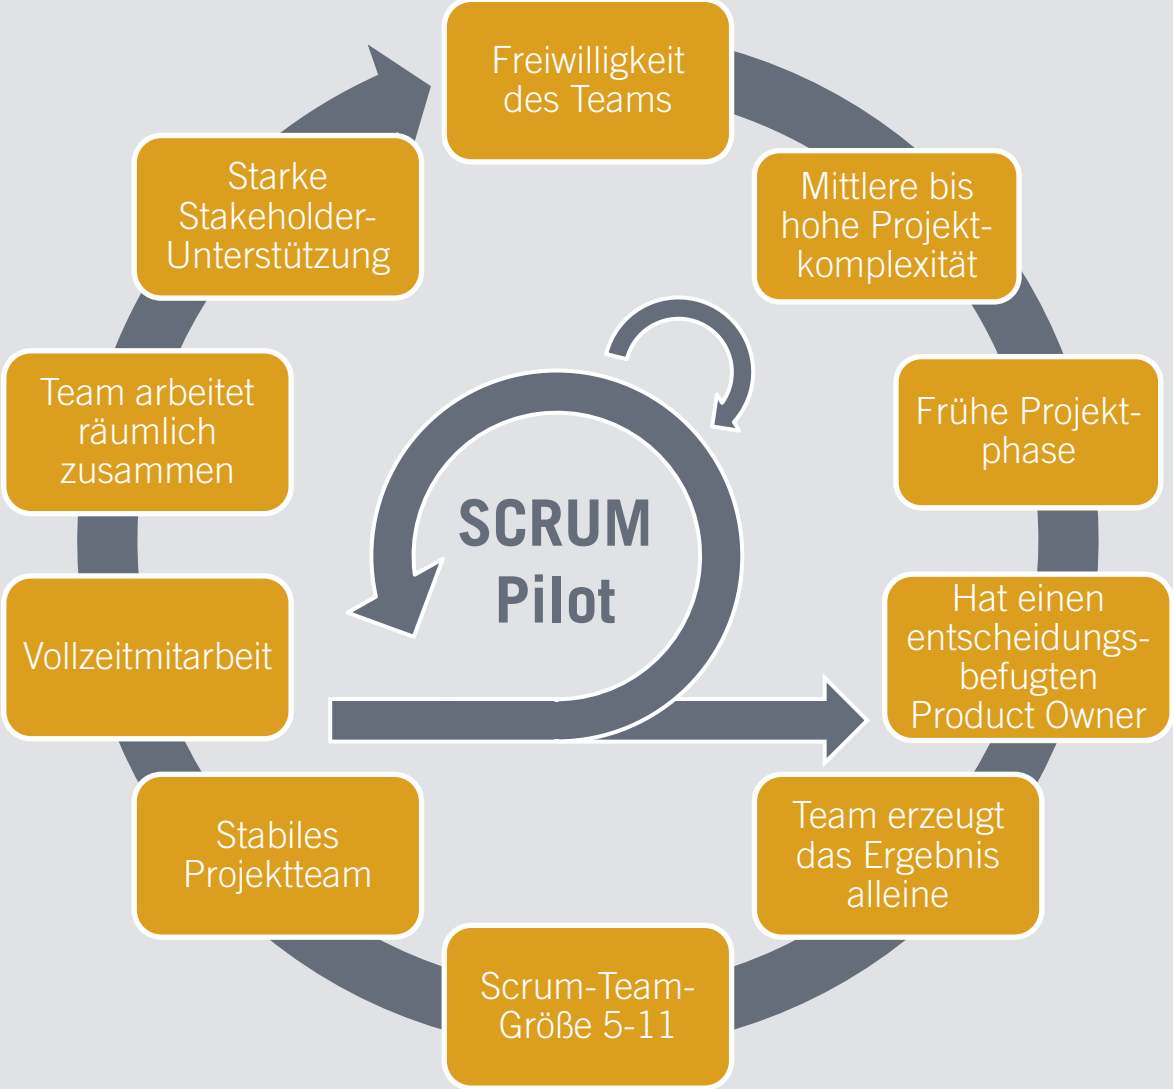 Freiwilligkeit
des Teams
Mittlere bis
hohe Projekt-
komplexität
Frühe Projekt-
phase
Hat einen
entscheidungs-
befugten
Product Owner
Team erzeugt
das Ergebnis
alleine
Scrum-Team-
Größe 5-11
Stabiles
Projektteam
Vollzeitmitarbeit
Team arbeitet
räumlich
zusammen
Starke
Stakeholder-
Unterstützung
SCRUM
Pilot